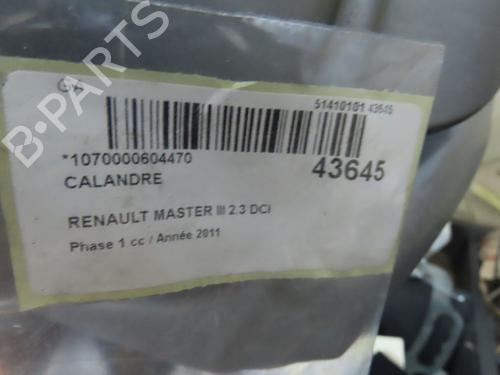 51410101 43645
*1070000604470
43645
CALANDRE
RENAULT MASTER III 2.3 DCI
Phase 1 cc / Année 2011
B-PARTS